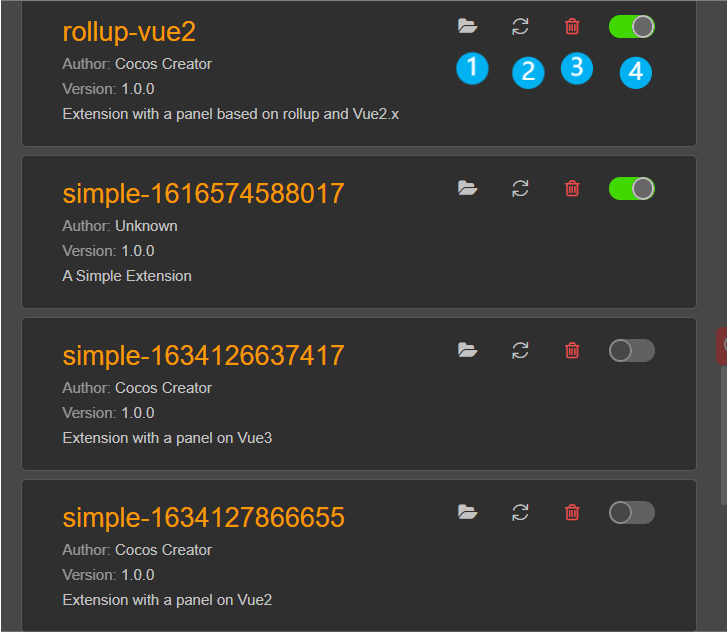 rollup-vue2
1 2 3 4
Author: Cocos Creator
Version: 1.0.0
Extension with a panel based on rollup and Vue2.x
simple-1616574588017
Author: Unknown
Version: 1.0.0
A Simple Extension
simple-1634126637417
Author: Cocos Creator
Version: 1.0.0
Extension with a panel on Vue3
simple-1634127866655
Author: Cocos Creator
Version: 1.0.0
Extension with a panel on Vue2